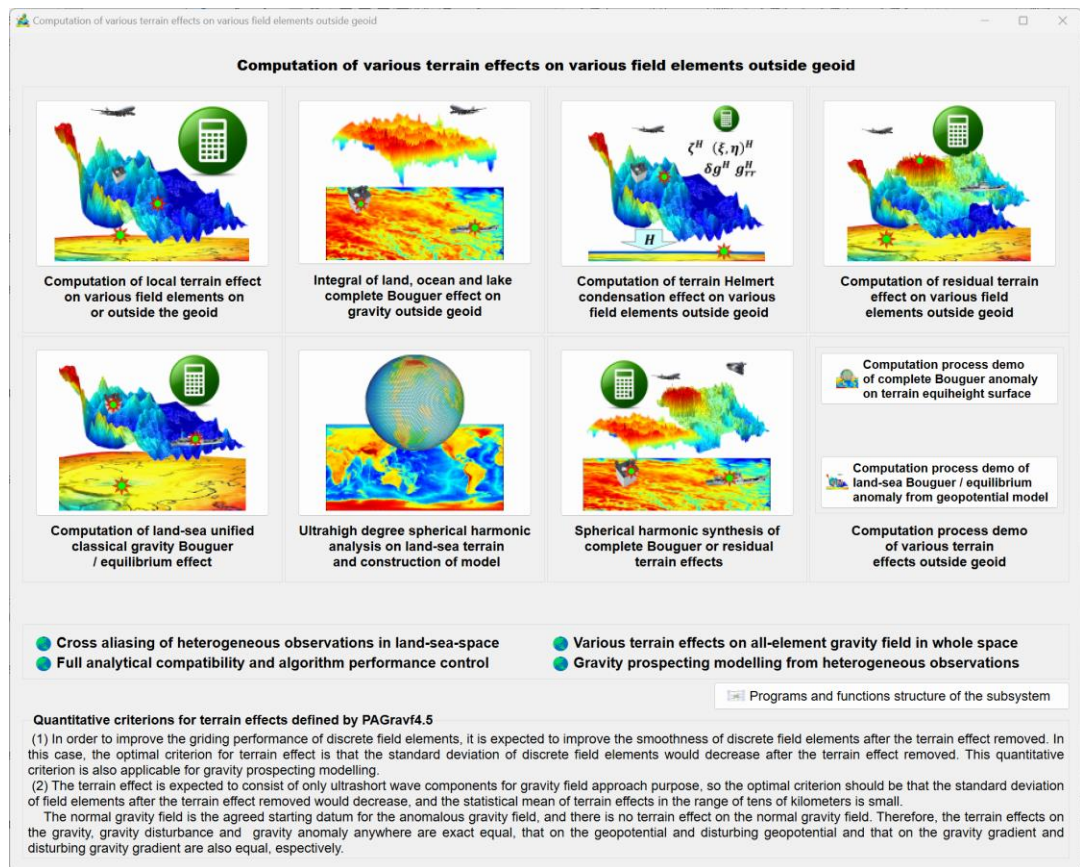 Computation of various terrain effects on various field elements outside geoid
Computation of various terrain effects on various field elements outside geoid
ζᴴ (ξ,η)ᴴ
δgᴴ gᴴᵣᵣ
H
Computation of local terrain effect
on various field elements on
or outside the geoid
Integral of land, ocean and lake
complete Bouguer effect on
gravity outside geoid
Computation of terrain Helmert
condensation effect on various
field elements outside geoid
Computation of residual terrain
effect on various field
elements outside geoid
Computation of land-sea unified
classical gravity Bouguer
/ equilibrium effect
Ultrahigh degree spherical harmonic
analysis on land-sea terrain
and construction of model
Spherical harmonic synthesis of
complete Bouguer or residual
terrain effects
Computation process demo
of complete Bouguer anomaly
on terrain equiheight surface
Computation process demo of
land-sea Bouguer / equilibrium
anomaly from geopotential model
Computation process demo
of various terrain
effects outside geoid
Cross aliasing of heterogeneous observations in land-sea-space
Various terrain effects on all-element gravity field in whole space
Full analytical compatibility and algorithm performance control
Gravity prospecting modelling from heterogeneous observations
Programs and functions structure of the subsystem
Quantitative criterions for terrain effects defined by PAGravf4.5
(1) In order to improve the griding performance of discrete field elements, it is expected to improve the smoothness of discrete field elements after the terrain effect removed. In
this case, the optimal criterion for terrain effect is that the standard deviation of discrete field elements would decrease after the terrain effect removed. This quantitative
criterion is also applicable for gravity prospecting modelling.
(2) The terrain effect is expected to consist of only ultrashort wave components for gravity field approach purpose, so the optimal criterion should be that the standard deviation
of field elements after the terrain effect removed would decrease, and the statistical mean of terrain effects in the range of tens of kilometers is small.
The normal gravity field is the agreed starting datum for the anomalous gravity field, and there is no terrain effect on the normal gravity field. Therefore, the terrain effects on
the gravity, gravity disturbance and gravity anomaly anywhere are exact equal, that on the geopotential and disturbing geopotential and that on the gravity gradient and
disturbing gravity gradient are also equal, espectively.